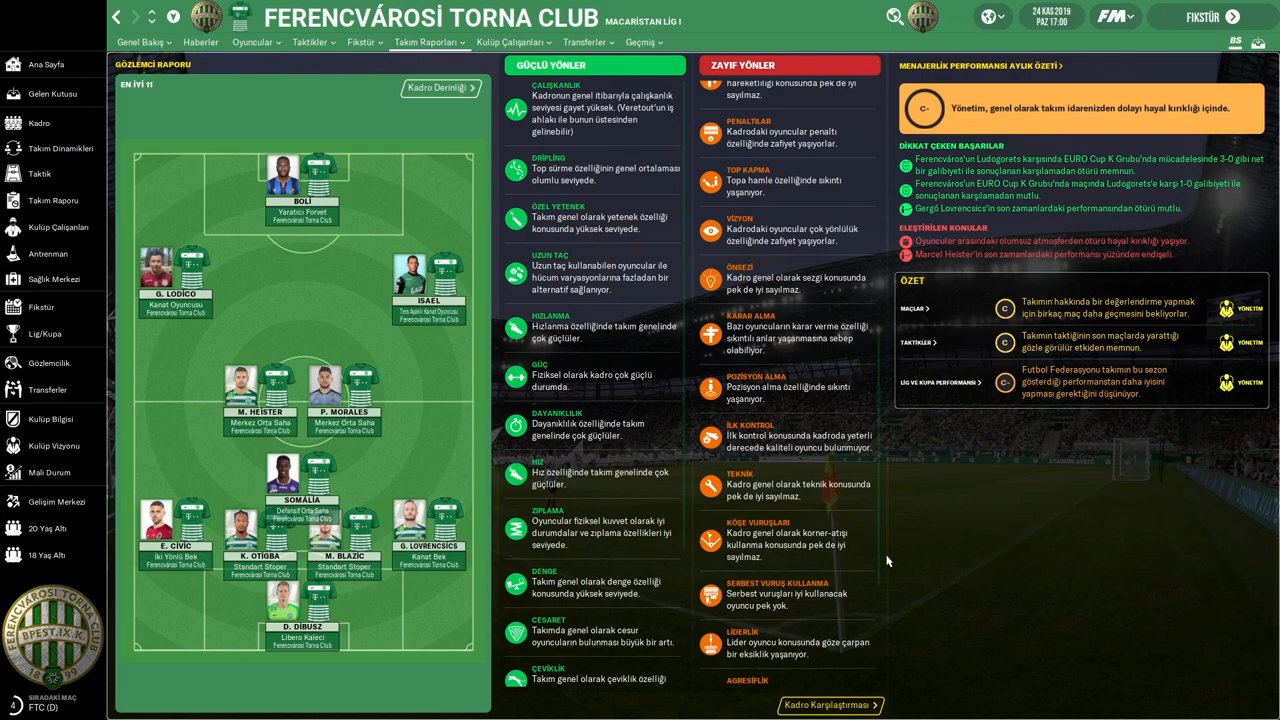 FERENCVÁROSİ TORNA CLUB MACARİSTAN LİG I
24 KAS 2019
PAZ 17:00
FM
FIKSTÜR
Genel Bakış
Haberler
Oyuncular
Taktikler
Fikstür
Takım Raporları
Kulüp Çalışanları
Transferler
Geçmiş
BS
Ana Sayfa
Gelen Kutusu
Kadro
Takım Dinamikleri
Taktik
Takım Raporu
Kulüp Çalışanları
Antrenman
Sağlık Merkezi
Fikstür
Lig/Kupa
Gözlemcilik
Transferler
Kulüp Bilgisi
Kulüp Vizyonu
Mali Durum
Gelişim Merkezi
20 Yaş Altı
18 Yaş Altı
FERENCVÁROSI TORNA CLUB
BPEST.IX.K.
1899
4
SIRADAKİ MAÇ
FTC (D)
GÖZLEMCİ RAPORU
EN İYİ 11
Kadro Derinliği
BOLİ
Yaratıcı Forvet
Ferencvárosi Torna Club
G. LODİCO
Kanat Oyuncusu
Ferencvárosi Torna Club
ISAEL
Ters Ayaklı Kanat Oyuncusu
Ferencvárosi Torna Club
M. HEİSTER
Merkez Orta Saha
Ferencvárosi Torna Club
P. MORALES
Merkez Orta Saha
Ferencvárosi Torna Club
SOMÁLIA
Defansif Orta Saha
Ferencvárosi Torna Club
E. CİVİC
İki Yönlü Bek
Ferencvárosi Torna Club
K. OTİGBA
Standart Stoper
Ferencvárosi Torna Club
M. BLAZİC
Standart Stoper
Ferencvárosi Torna Club
G. LOVRENCSİCS
Kanat Bek
Ferencvárosi Torna Club
D. DİBUSZ
Libero Kaleci
Ferencvárosi Torna Club
GÜÇLÜ YÖNLER
ÇALIŞKANLIK
Kadronun genel itibarıyla çalışkanlık
seviyesi gayet yüksek. (Veretout'un iş
ahlakı ile bunun üstesinden
gelinebilir)
DRİPLİNG
Top sürme özelliğinin genel ortalaması
olumlu seviyede.
ÖZEL YETENEK
Takım genel olarak yetenek özelliği
konusunda yüksek seviyede.
UZUN TAÇ
Uzun taç kullanabilen oyuncular ile
hücum varyasyonlarına fazladan bir
alternatif sağlanıyor.
HIZLANMA
Hızlanma özelliğinde takım genelinde
çok güçlüler.
GÜÇ
Fiziksel olarak kadro çok güçlü
durumda.
DAYANIKLILIK
Dayanıklılık özelliğinde takım
genelinde çok güçlüler.
HIZ
Hız özelliğinde takım genelinde çok
güçlüler.
ZIPLAMA
Oyuncular fiziksel kuvvet olarak iyi
durumdalar ve zıplama özellikleri iyi
seviyede.
DENGE
Takım genel olarak denge özelliği
konusunda yüksek seviyede.
CESARET
Takımda genel olarak cesur
oyuncuların bulunması büyük bir artı.
ÇEVİKLİK
Takım genel olarak çeviklik özelliği
ZAYIF YÖNLER
hareketliliği konusunda pek de iyi
sayılmaz.
PENALTILAR
Kadrodaki oyuncular penaltı
özelliğinde zafiyet yaşıyorlar.
TOP KAPMA
Topa hamle özelliğinde sıkıntı
yaşanıyor.
VİZYON
Kadrodaki oyuncular çok yönlülük
özelliğinde zafiyet yaşıyorlar.
ÖNSEZİ
Kadro genel olarak sezgi konusunda
pek de iyi sayılmaz.
KARAR ALMA
Bazı oyuncuların karar verme özelliği
sıkıntılı anlar yaşanmasına sebep
olabiliyor.
POZİSYON ALMA
Pozisyon alma özelliğinde sıkıntı
yaşanıyor.
İLK KONTROL
İlk kontrol konusunda kadroda yeterli
derecede kaliteli oyuncu bulunmuyor.
TEKNİK
Kadro genel olarak teknik konusunda
pek de iyi sayılmaz.
KÖŞE VURUŞLARI
Kadro genel olarak korner-atışı
kullanma konusunda pek de iyi
sayılmaz.
SERBEST VURUŞ KULLANMA
Serbest vuruşları iyi kullanacak
oyuncu pek yok.
LİDERLİK
Lider oyuncu konusunda göze çarpan
bir eksiklik yaşanıyor.
AGRESİFLİK
Kadro Karşılaştırması
MENAJERLİK PERFORMANSI AYLIK ÖZETİ
C-
Yönetim, genel olarak takım idarenizden dolayı hayal kırıklığı içinde.
DİKKAT ÇEKEN BAŞARILAR
Ferencváros'un Ludogorets karşısında EURO Cup K Grubu'nda mücadelesinde 3-0 gibi net
bir galibiyeti ile sonuçlanan karşılamadan ötürü memnun.
Ferencváros'un EURO Cup K Grubu'nda maçında Ludogorets'e karşı 1-0 galibiyeti ile
sonuçlanan karşılamadan mutlu.
Gergő Lovrencsics'in son zamanlardaki performansından ötürü mutlu.
ELEŞTİRİLEN KONULAR
Oyuncular arasındaki olumsuz atmosferden ötürü hayal kırıklığı yaşıyor.
Marcel Heister'in son zamanlardaki performansı yüzünden endişeli.
ÖZET
MAÇLAR
C
Takımın hakkında bir değerlendirme yapmak
için birkaç maç daha geçmesini bekliyorlar.
YÖNETİM
TAKTİKLER
C
Takımın taktiğinin son maçlarda yarattığı
gözle görülür etkiden memnun.
YÖNETİM
LİG VE KUPA PERFORMANSI
C-
Futbol Federasyonu takımın bu sezon
gösterdiği performanstan daha iyisini
yapması gerektiğini düşünüyor.
YÖNETİM